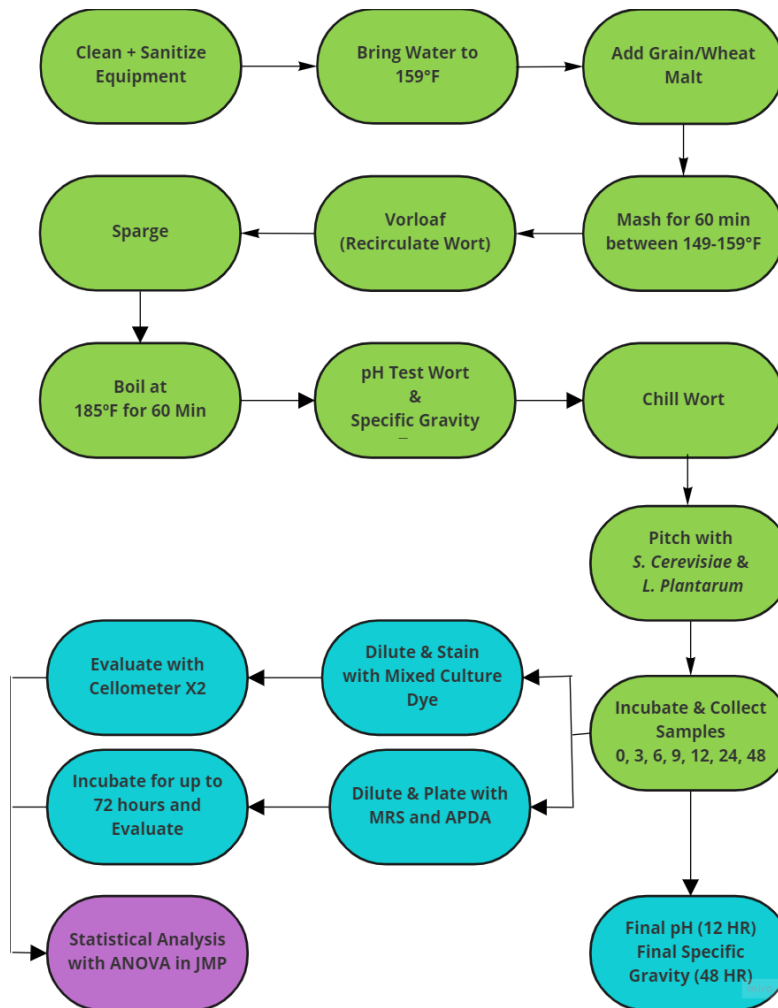 Clean + Sanitize
Equipment
Bring Water to
159°F
Add Grain/Wheat
Malt
Mash for 60 min
between 149-159°F
Vorloaf
(Recirculate Wort)
Sparge
Boil at
185ºF for 60 Min
pH Test Wort
&
Specific Gravity
Chill Wort
Pitch with
S. Cerevisiae &
L. Plantarum
Incubate & Collect
Samples
0, 3, 6, 9, 12, 24, 48
Dilute & Stain
with Mixed Culture
Dye
Evaluate with
Cellometer X2
Dilute & Plate with
MRS and APDA
Incubate for up to
72 hours and
Evaluate
Statistical Analysis
with ANOVA in JMP
Final pH (12 HR)
Final Specific
Gravity (48 HR)
miro